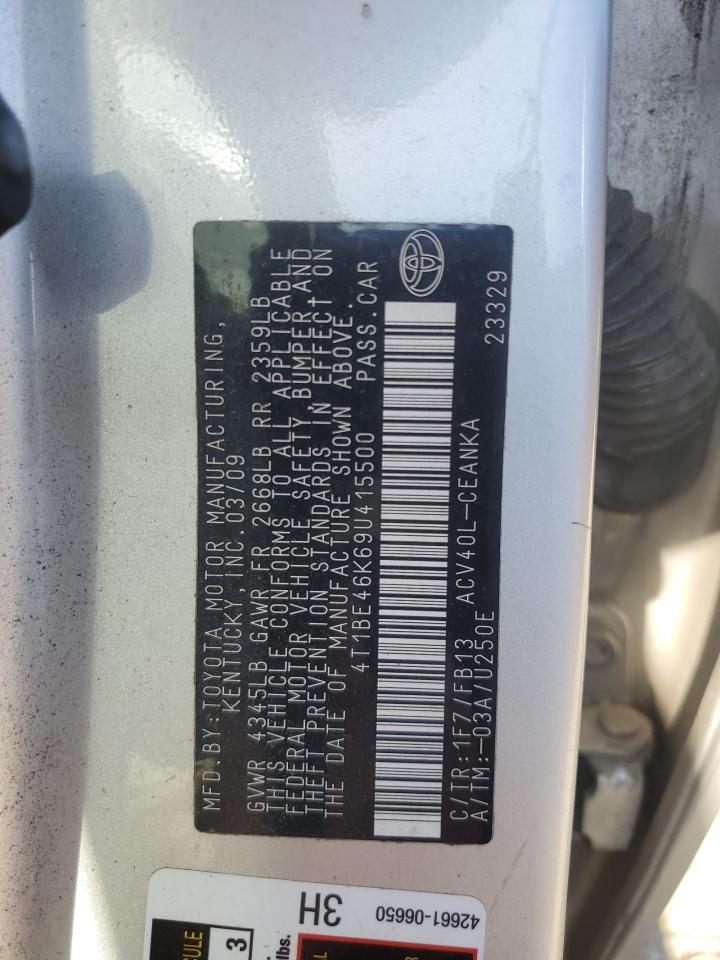 MFD.BY:TOYOTA MOTOR MANUFACTURING,
KENTUCKY,INC.03/09
GVWR 4345LB GAWR FR 2668LB RR 2359LB
THIS VEHICLE CONFORMS TO ALL APPLICABLE
FEDERAL MOTOR VEHICLE SAFETY,BUMPER,AND
THEFT PREVENTION STANDARDS IN EFFECT ON
THE DATE OF MANUFACTURE SHOWN ABOVE.
4T1BE46K69U415500 PASS.CAR
C/TR:1F7/FB13 ACV40L-CEANKA
A/TM:-03A/U250E 23329
3H
42661-06650
3
lbs.